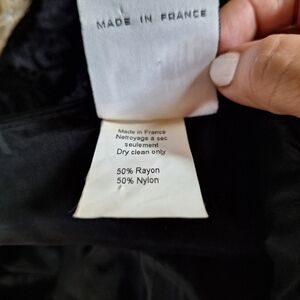 MADE IN FRANCE
Made in France
Nettoyage à sec
seulement
Dry clean only
50% Rayon
50% Nylon